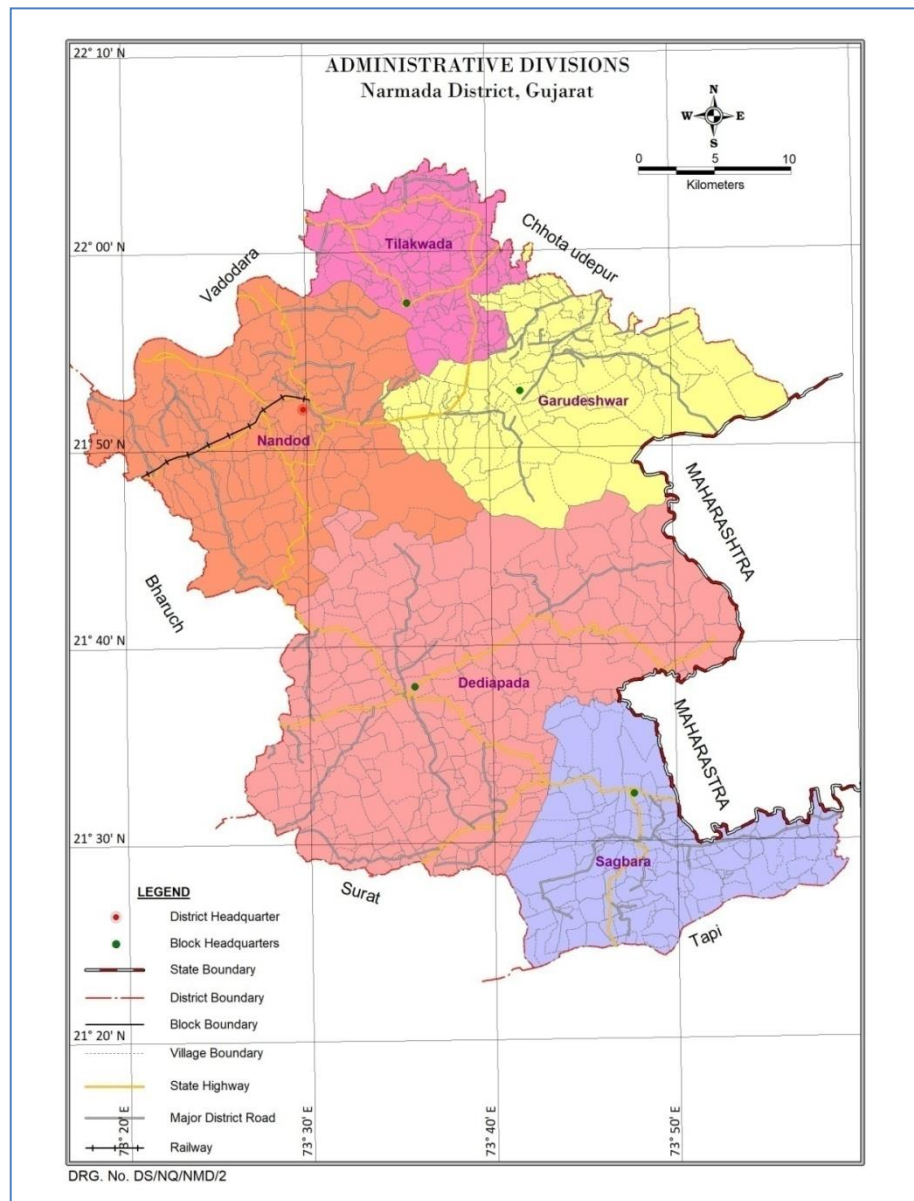 ADMINISTRATIVE DIVISIONS
Narmada District, Gujarat
N
W E
S
0 5 10
Kilometers
22° 10' N
22° 00' N
21° 50' N
21° 40' N
21° 30' N
21° 20' N
Tilakwada
Chhota udepur
Vadodara
Garudeshwar
Nandod
MAHARASHTRA
Bharuch
Dediapada
MAHARASTRA
Sagbara
Surat
Tapi
LEGEND
District Headquarter
Block Headquarters
State Boundary
District Boundary
Block Boundary
Village Boundary
State Highway
Major District Road
Railway
73° 20' E
73° 30' E
73° 40' E
73° 50' E
DRG. No. DS/NQ/NMD/2